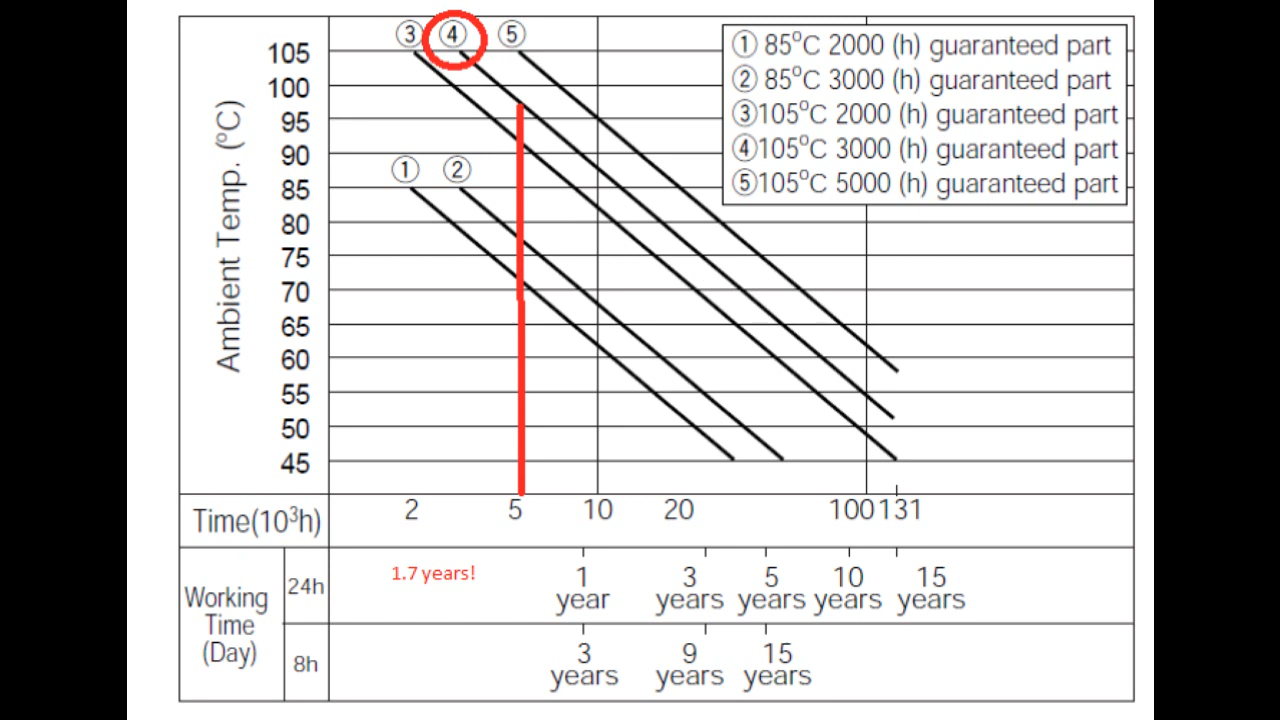 ③ ④ ⑤
① 85°C 2000 (h) guaranteed part
② 85°C 3000 (h) guaranteed part
③105°C 2000 (h) guaranteed part
④105°C 3000 (h) guaranteed part
⑤105°C 5000 (h) guaranteed part
Ambient Temp. (°C)
105
100
95
90
85
80
75
70
65
60
55
50
45
① ②
Time(10³h) 2 5 10 20 100 131
Working
Time
(Day)
24h
1.7 years!
1
year
3
years
5
years
10
years
15
years
8h
3
years
9
years
15
years